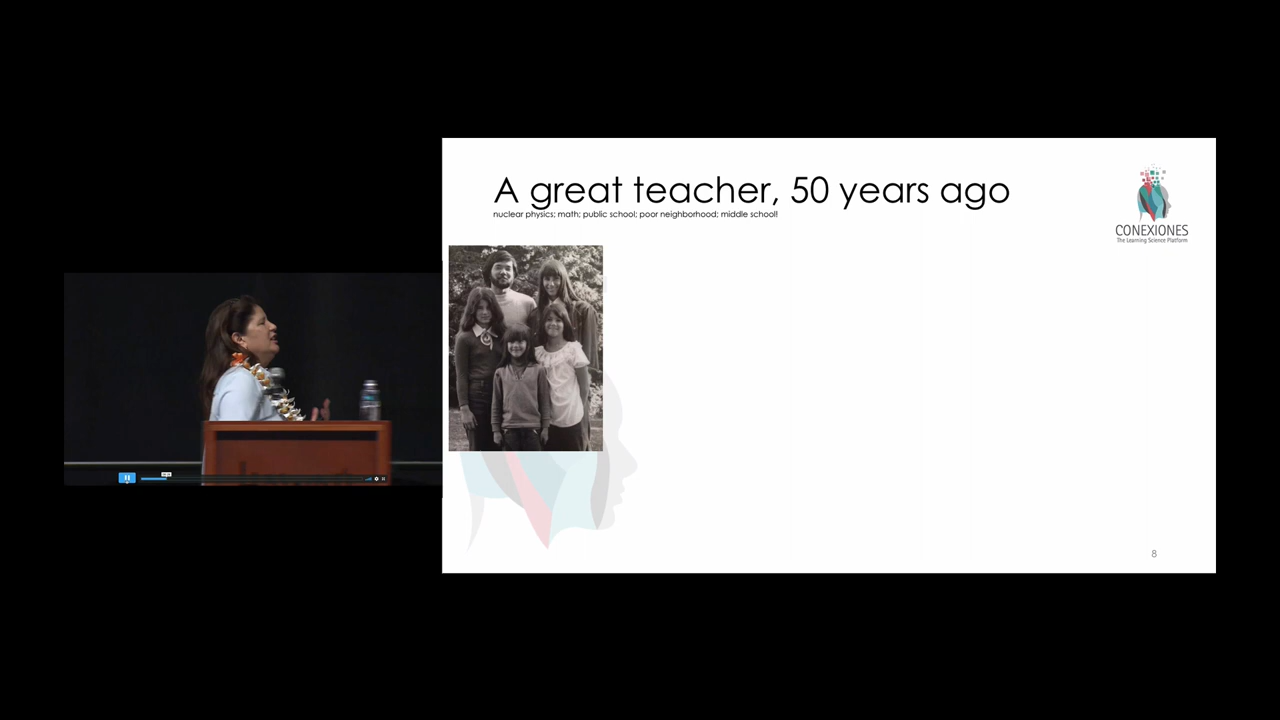 A great teacher, 50 years ago
nuclear physics; math; public school; poor neighborhood; middle school!
CONEXIONES
The Learning Science Platform
8